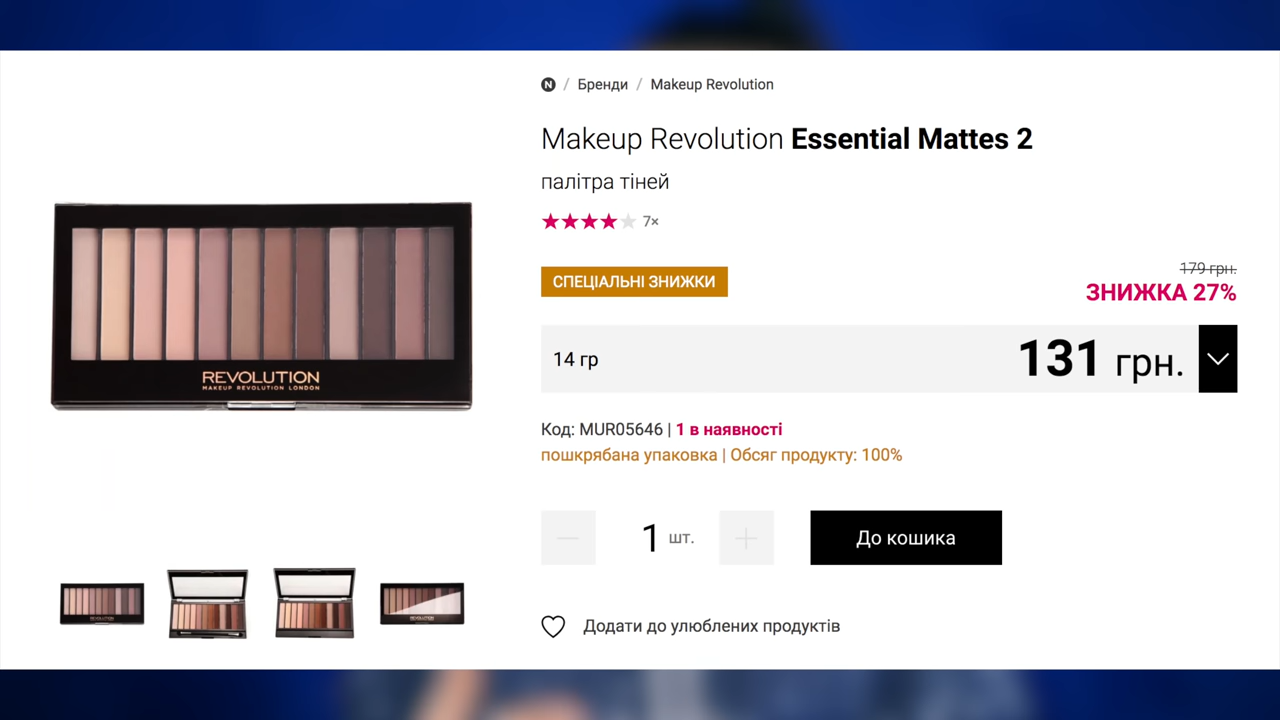 N / Бренди / Makeup Revolution
Makeup Revolution Essential Mattes 2
палітра тіней
7×
СПЕЦІАЛЬНІ ЗНИЖКИ
179 грн.
ЗНИЖКА 27%
14 гр
131 грн.
Код: MUR05646 | 1 в наявності
пошкрябана упаковка | Обсяг продукту: 100%
1 шт.
До кошика
Додати до улюблених продуктів
REVOLUTION
MAKEUP REVOLUTION LONDON